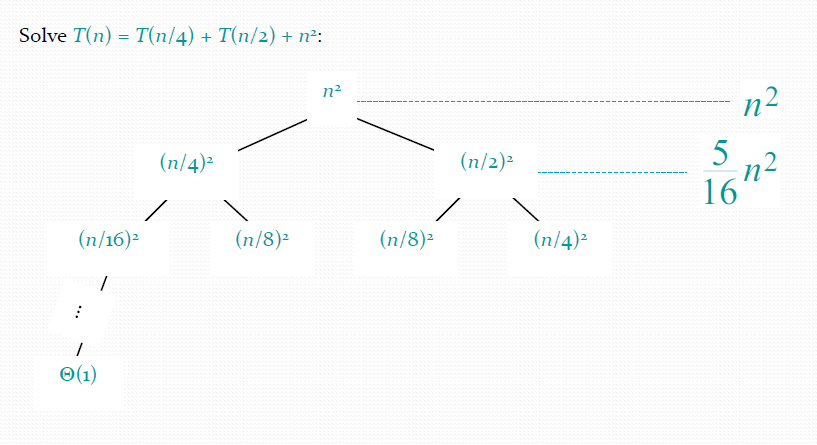 Solve T(n) = T(n/4) + T(n/2) + n²:
n² n²
(n/4)² (n/2)² 5/16 n²
(n/16)² (n/8)² (n/8)² (n/4)²
⋮
Θ(1)